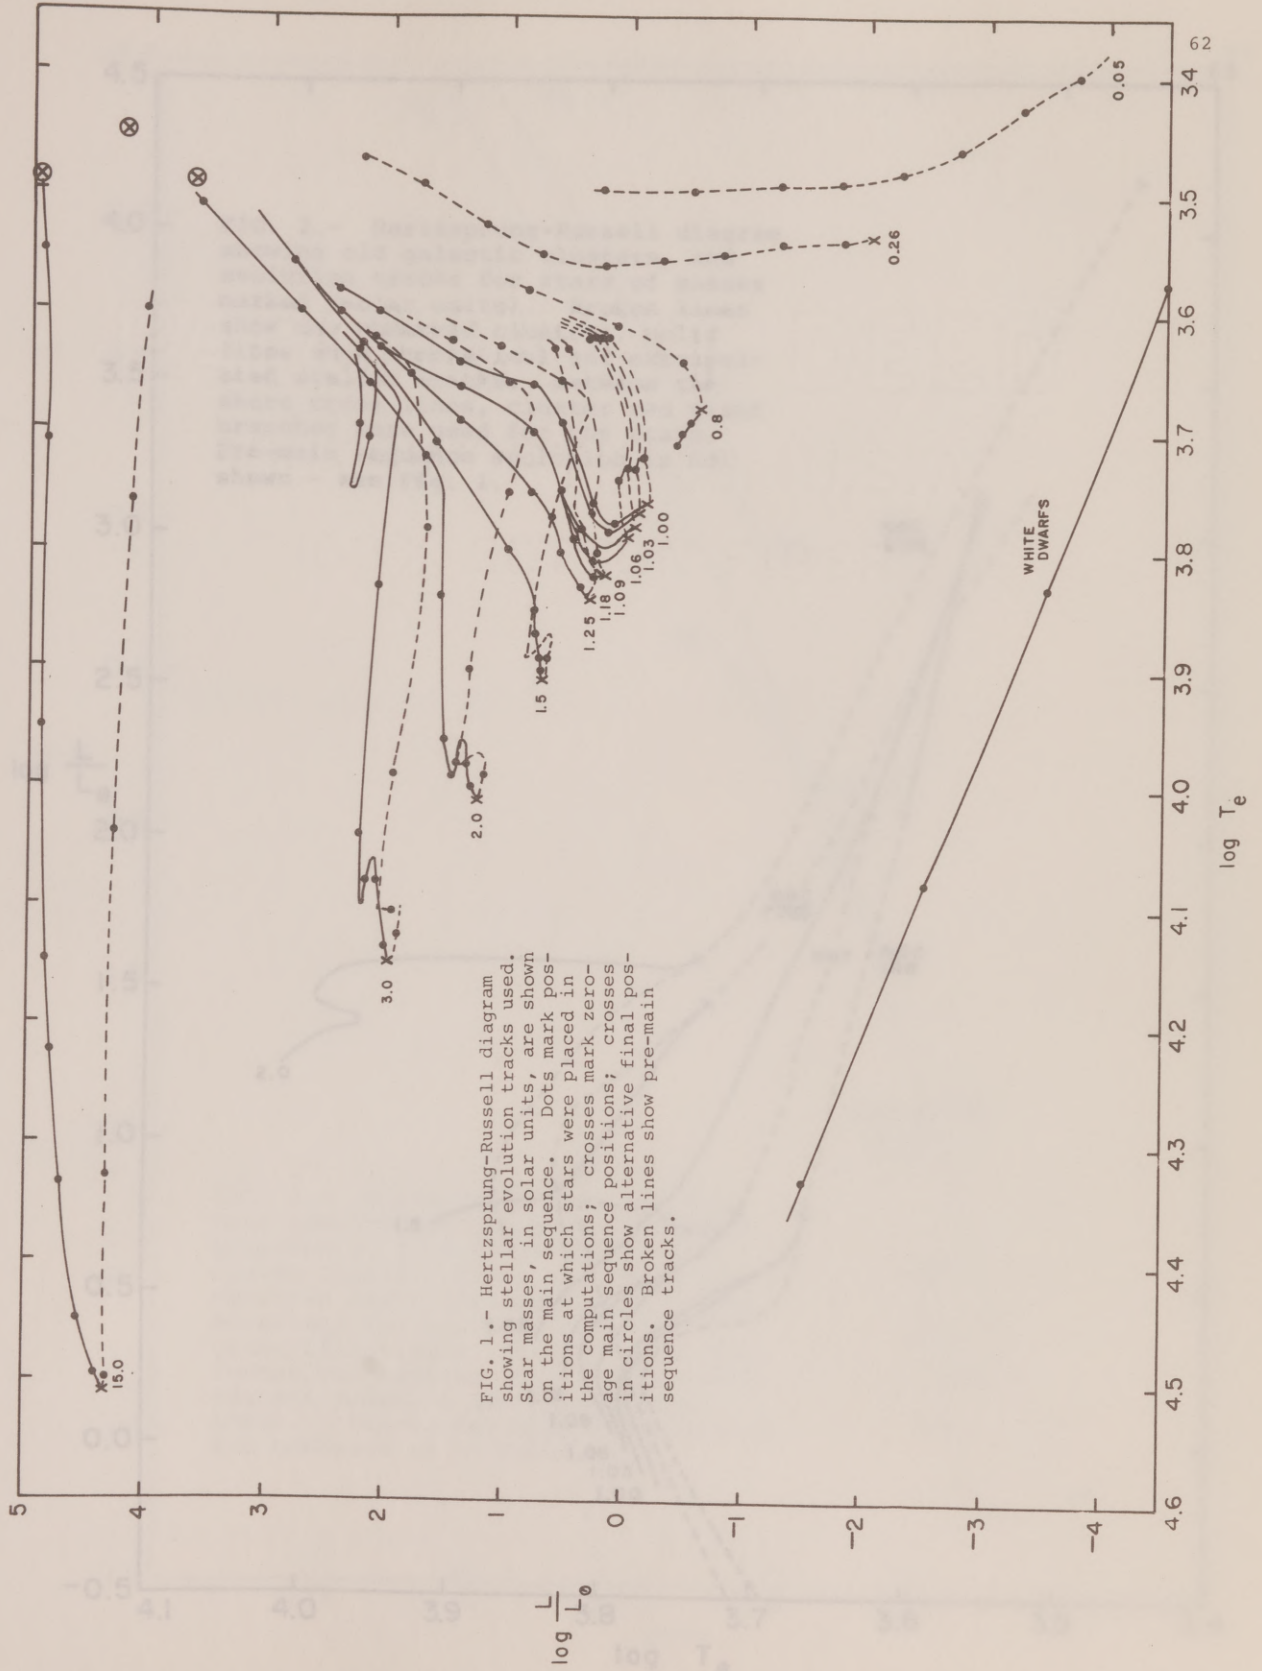 62
5
4
3
2
1
0
-1
-2
-3
-4
log L/L⊙
4.6
4.5
4.4
4.3
4.2
4.1
4.0
3.9
3.8
3.7
3.6
3.5
34
log Te
15.0
3.0
2.0
1.5
1.25
1.18
1.09
1.06
1.03
1.00
0.8
0.26
0.05
WHITE
DWARFS
FIG. 1.- Hertzsprung-Russell diagram
showing stellar evolution tracks used.
Star masses, in solar units, are shown
on the main sequence. Dots mark pos-
itions at which stars were placed in
the computations; crosses mark zero-
age main sequence positions; crosses
in circles show alternative final pos-
itions. Broken lines show pre-main
sequence tracks.